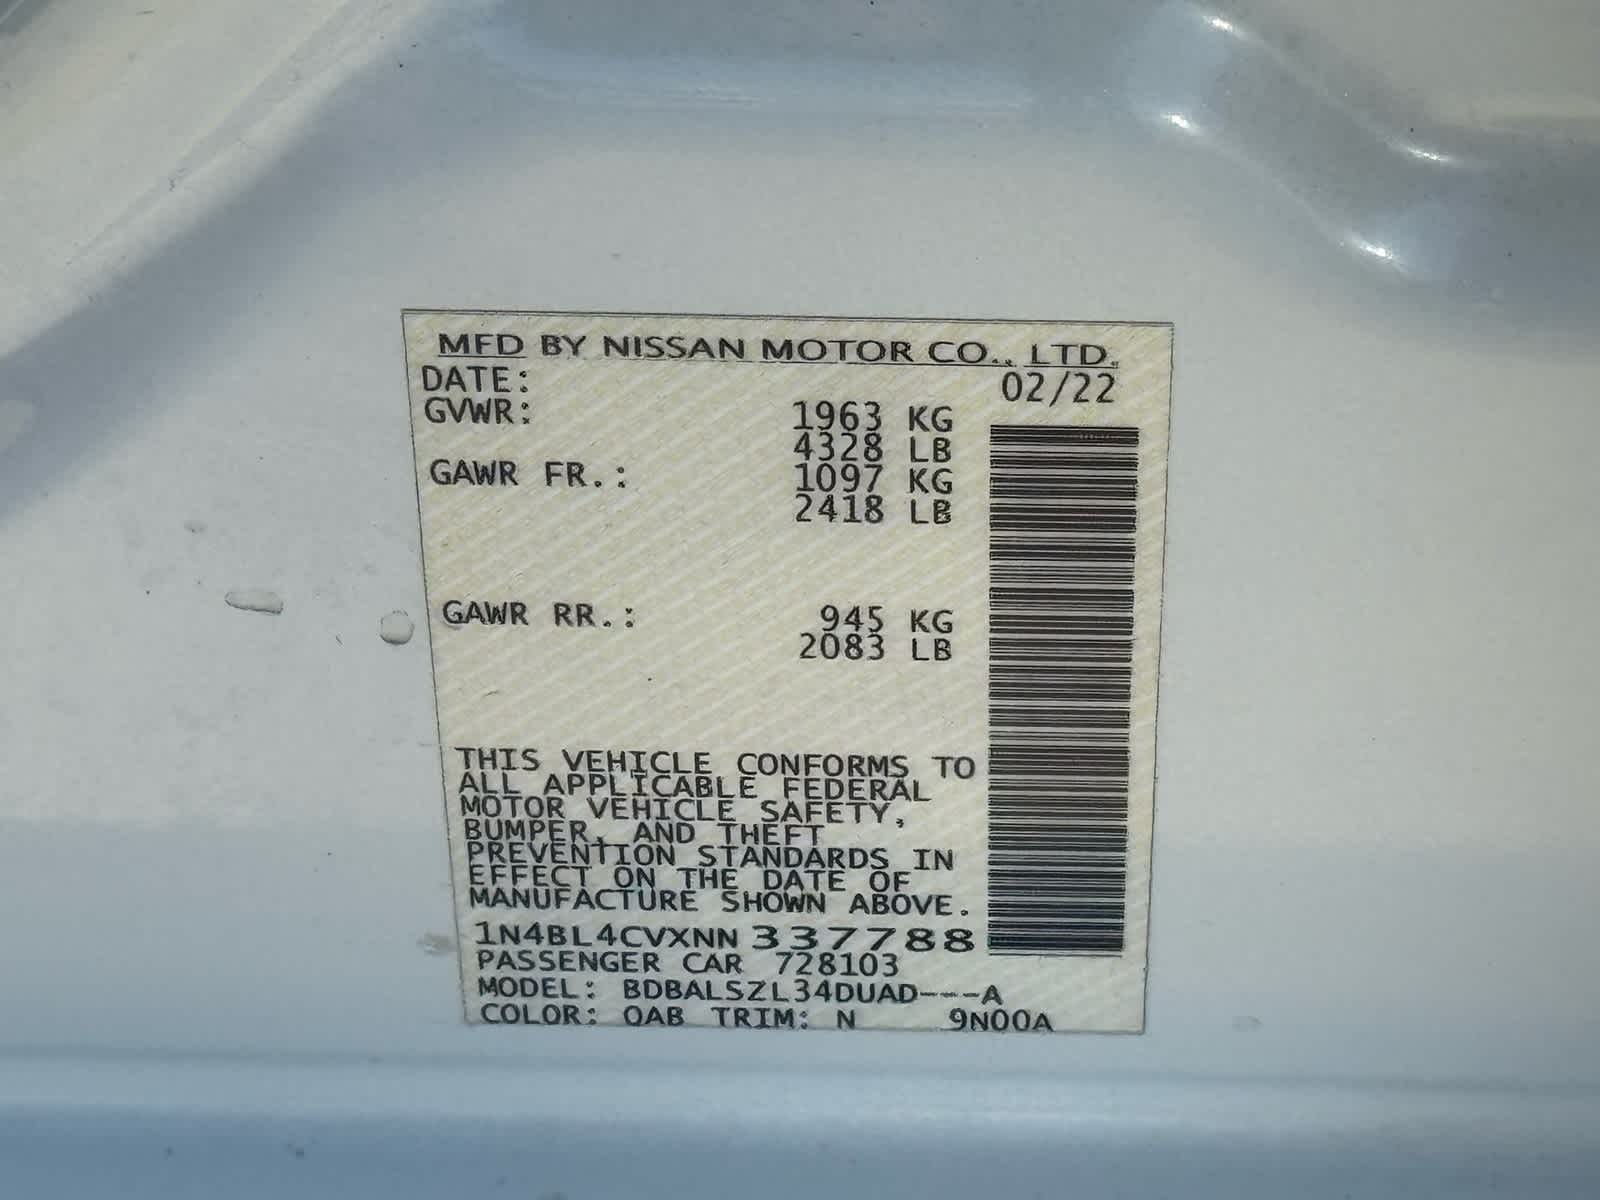 MFD BY NISSAN MOTOR CO., LTD.
DATE: 02/22
GVWR: 1963 KG
4328 LB
GAWR FR.: 1097 KG
2418 LB
GAWR RR.: 945 KG
2083 LB
THIS VEHICLE CONFORMS TO
ALL APPLICABLE FEDERAL
MOTOR VEHICLE SAFETY,
BUMPER, AND THEFT
PREVENTION STANDARDS IN
EFFECT ON THE DATE OF
MANUFACTURE SHOWN ABOVE.
1N4BL4CVXNN337788
PASSENGER CAR 728103
MODEL: BDBALSZL34DUAD---A
COLOR: QAB TRIM: N 9N00A